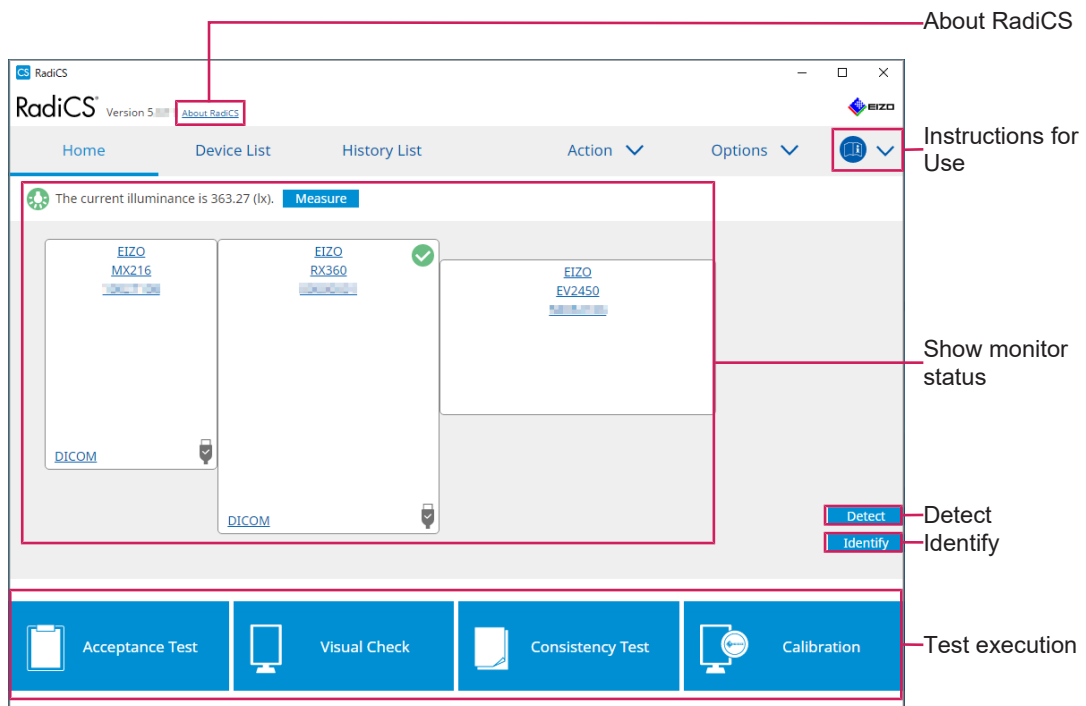 About RadiCS
CS RadiCS
RadiCS Version 5. About RadiCS
EIZO
Instructions for
Use
Home Device List History List Action Options
The current illuminance is 363.27 (lx). Measure
EIZO
MX216
DICOM
EIZO
RX360
DICOM
EIZO
EV2450
Show monitor
status
Detect
Detect
Identify
Identify
Acceptance Test Visual Check Consistency Test Calibration
Test execution